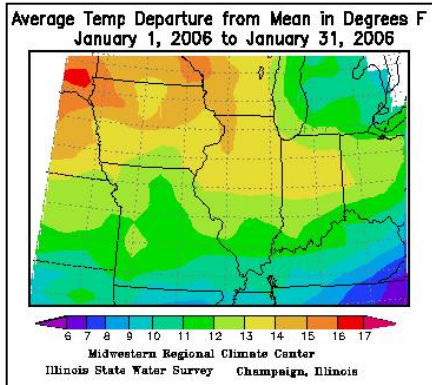 Average Temp Departure from Mean in Degrees F
January 1, 2006 to January 31, 2006
6 7 8 9 10 11 12 13 14 15 16 17
Midwestern Regional Climate Center
Illinois State Water Survey Champaign, Illinois